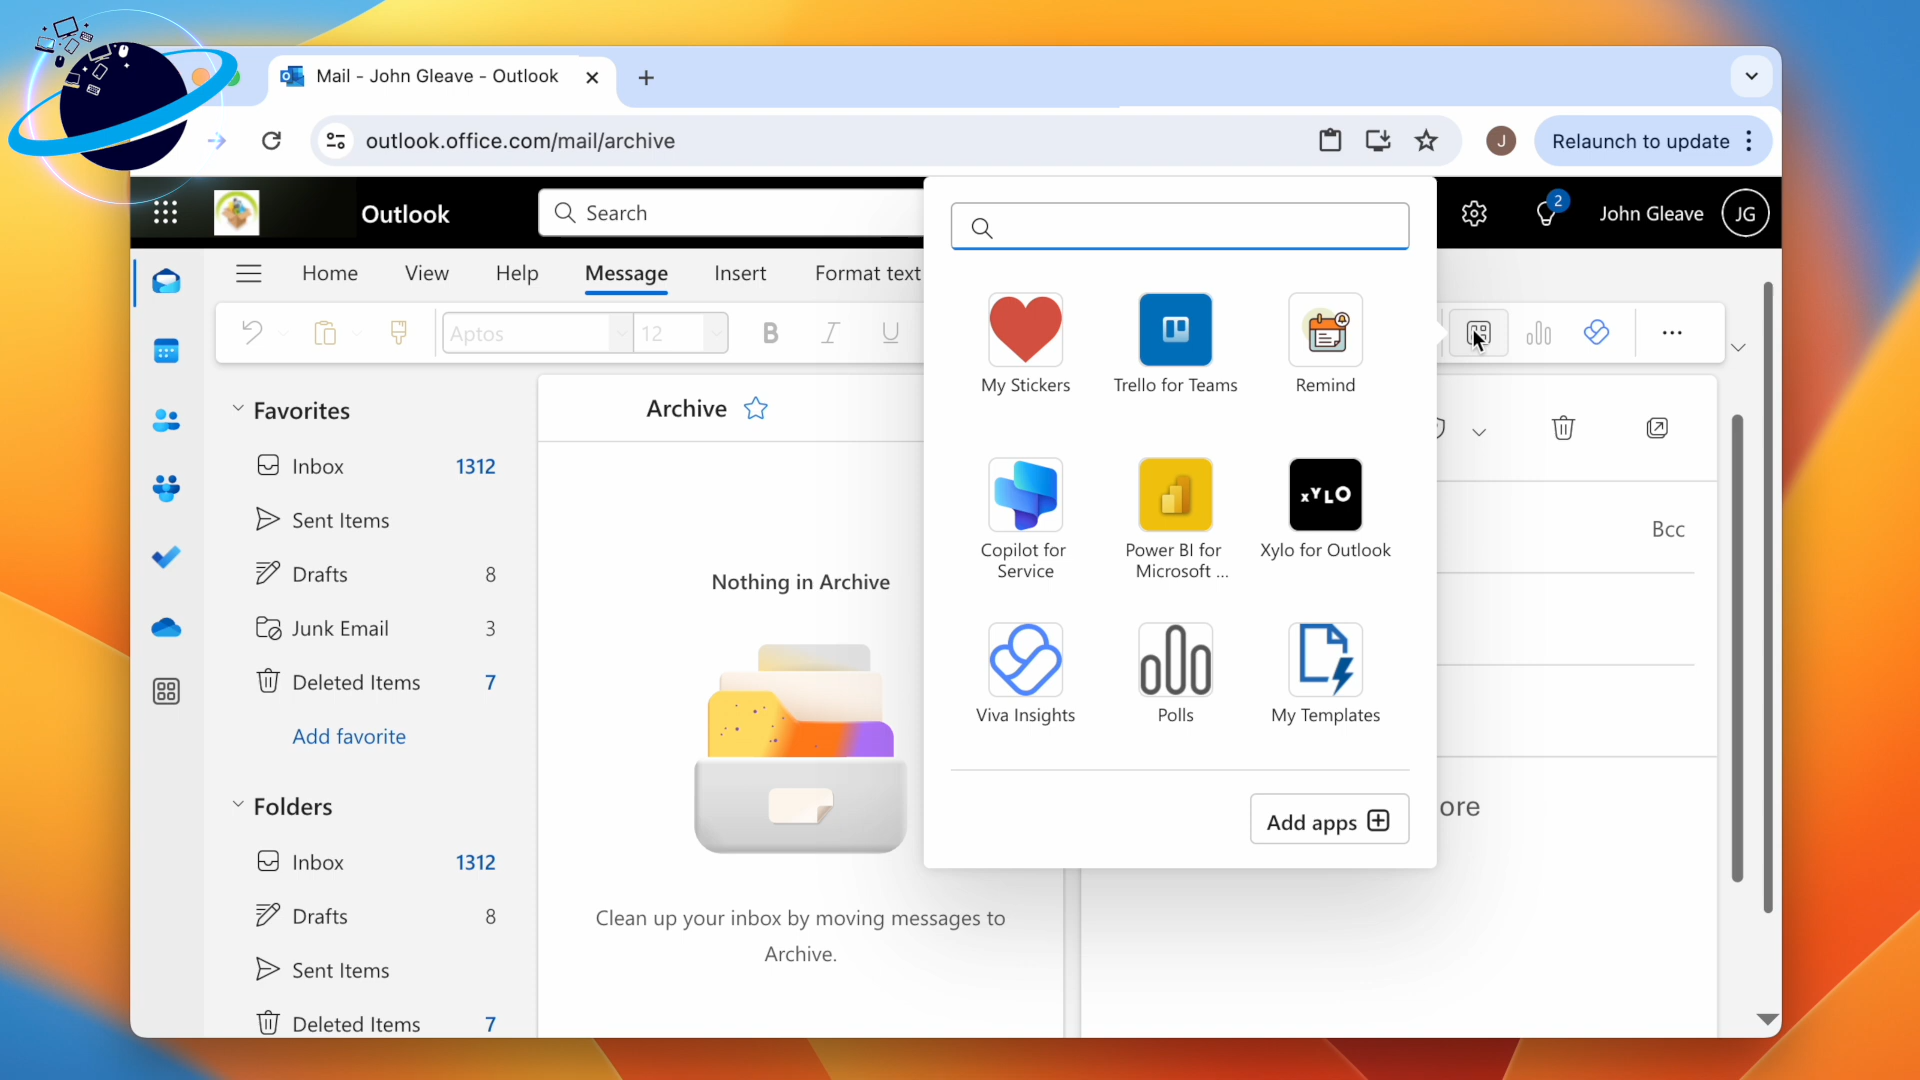 Mail - John Gleave - Outlook
outlook.office.com/mail/archive
J
Relaunch to update
Outlook
Search
2
John Gleave
JG
Home
View
Help
Message
Insert
Format text
Aptos
12
B
I
U
Favorites
Inbox
1312
Sent Items
Drafts
8
Junk Email
3
Deleted Items
7
Add favorite
Folders
Inbox
1312
Drafts
8
Sent Items
Deleted Items
7
Archive
Nothing in Archive
Clean up your inbox by moving messages to
Archive.
My Stickers
Trello for Teams
Remind
Copilot for
Service
Power BI for
Microsoft ...
XYLO
Xylo for Outlook
Viva Insights
Polls
My Templates
Add apps
Bcc
ore